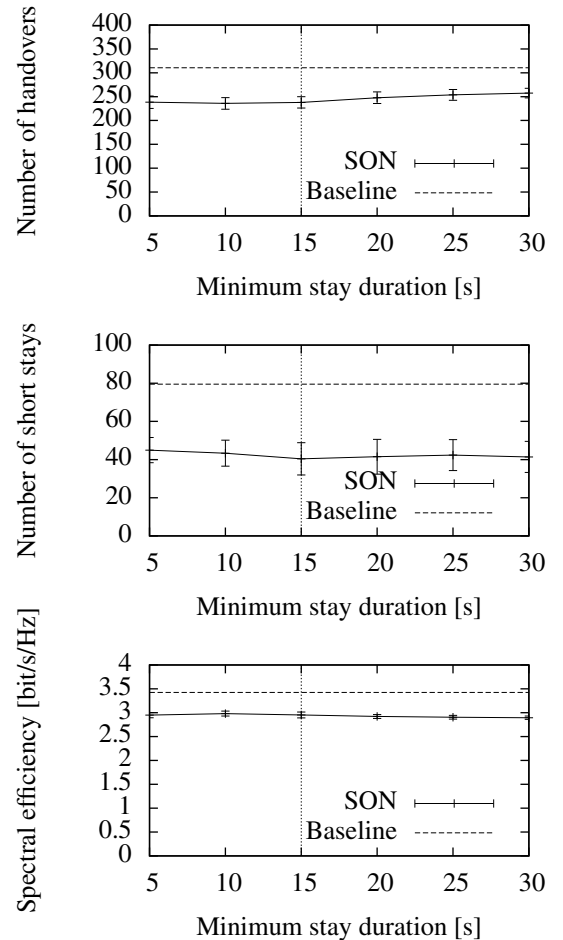 Number of handovers
400
350
300
250
200
150
100
50
0
SON
Baseline
5 10 15 20 25 30
Minimum stay duration [s]
Number of short stays
100
80
60
40
20
0
SON
Baseline
5 10 15 20 25 30
Minimum stay duration [s]
Spectral efficiency [bit/s/Hz]
4
3.5
3
2.5
2
1.5
1
0.5
0
SON
Baseline
5 10 15 20 25 30
Minimum stay duration [s]